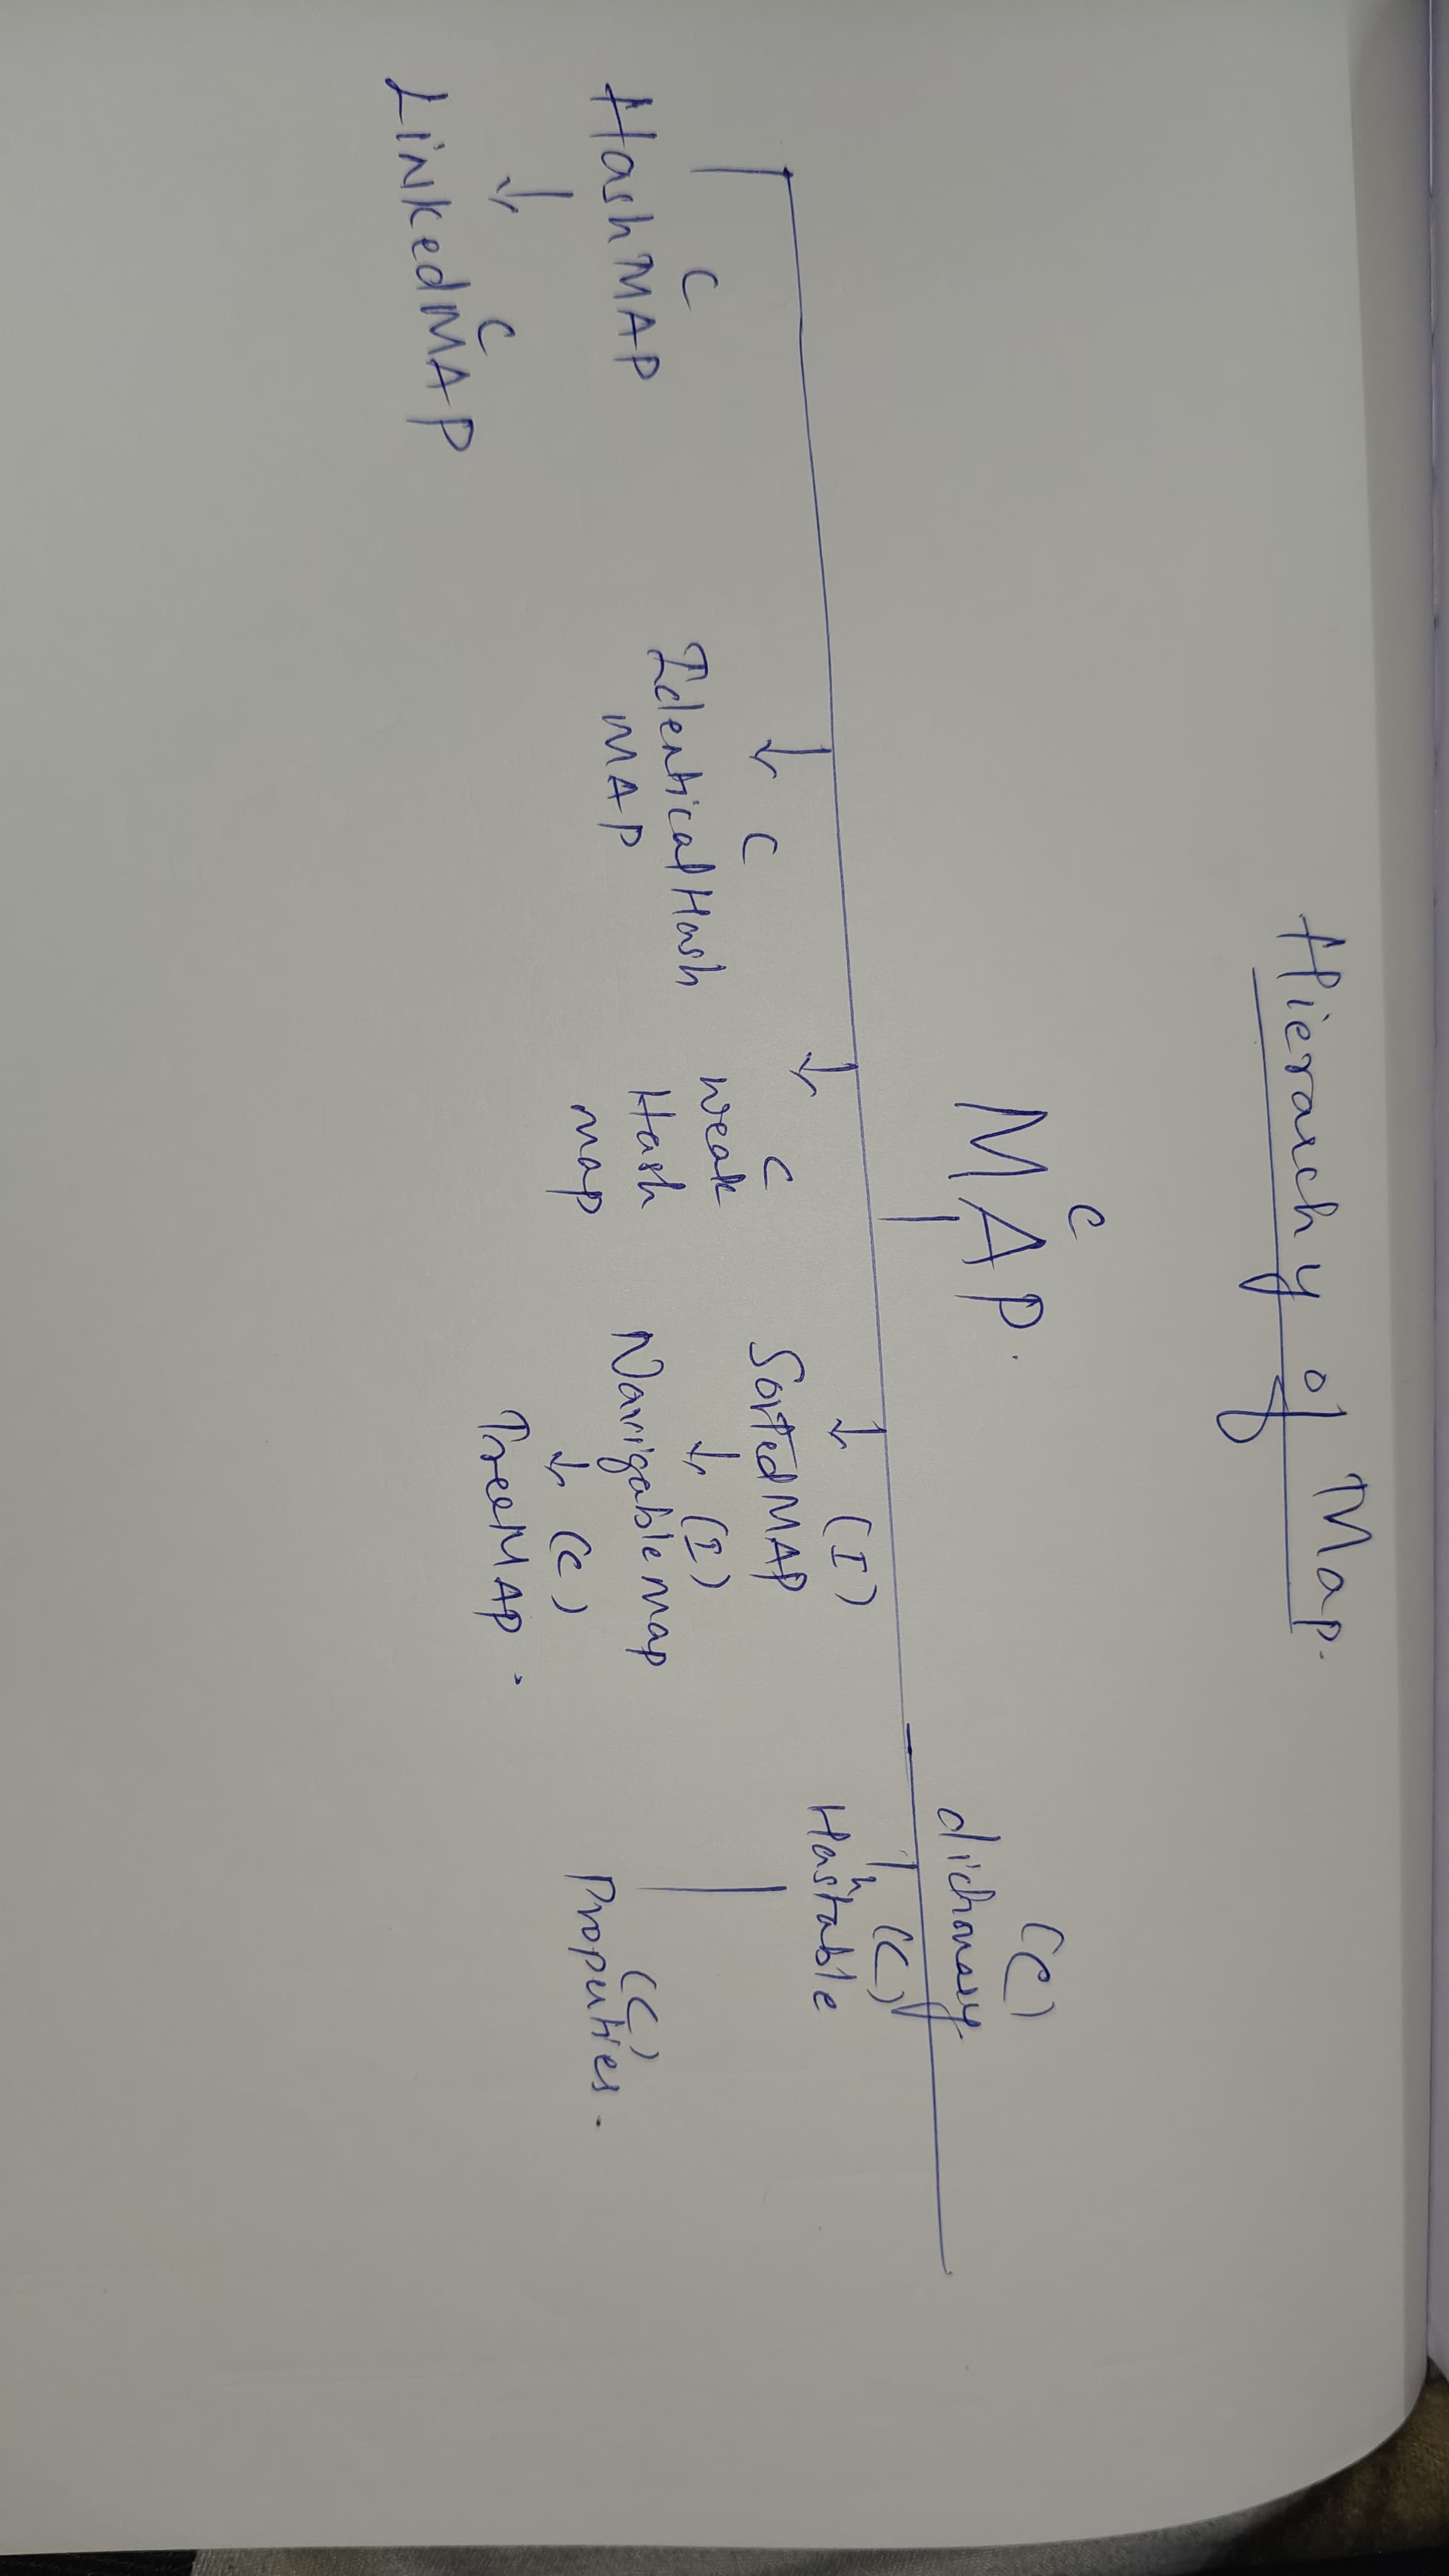 Hierarchy of Map.
C
MAP.
(C)
dictionary
C
HashMAP
C
LinkedMAP
C
IdenticalHash
MAP
C
weak
Hash
map
(I)
SortedMAP
(I)
Navigable map
(C)
TreeMAP.
(C)
Hashtable
(C)
Properties.